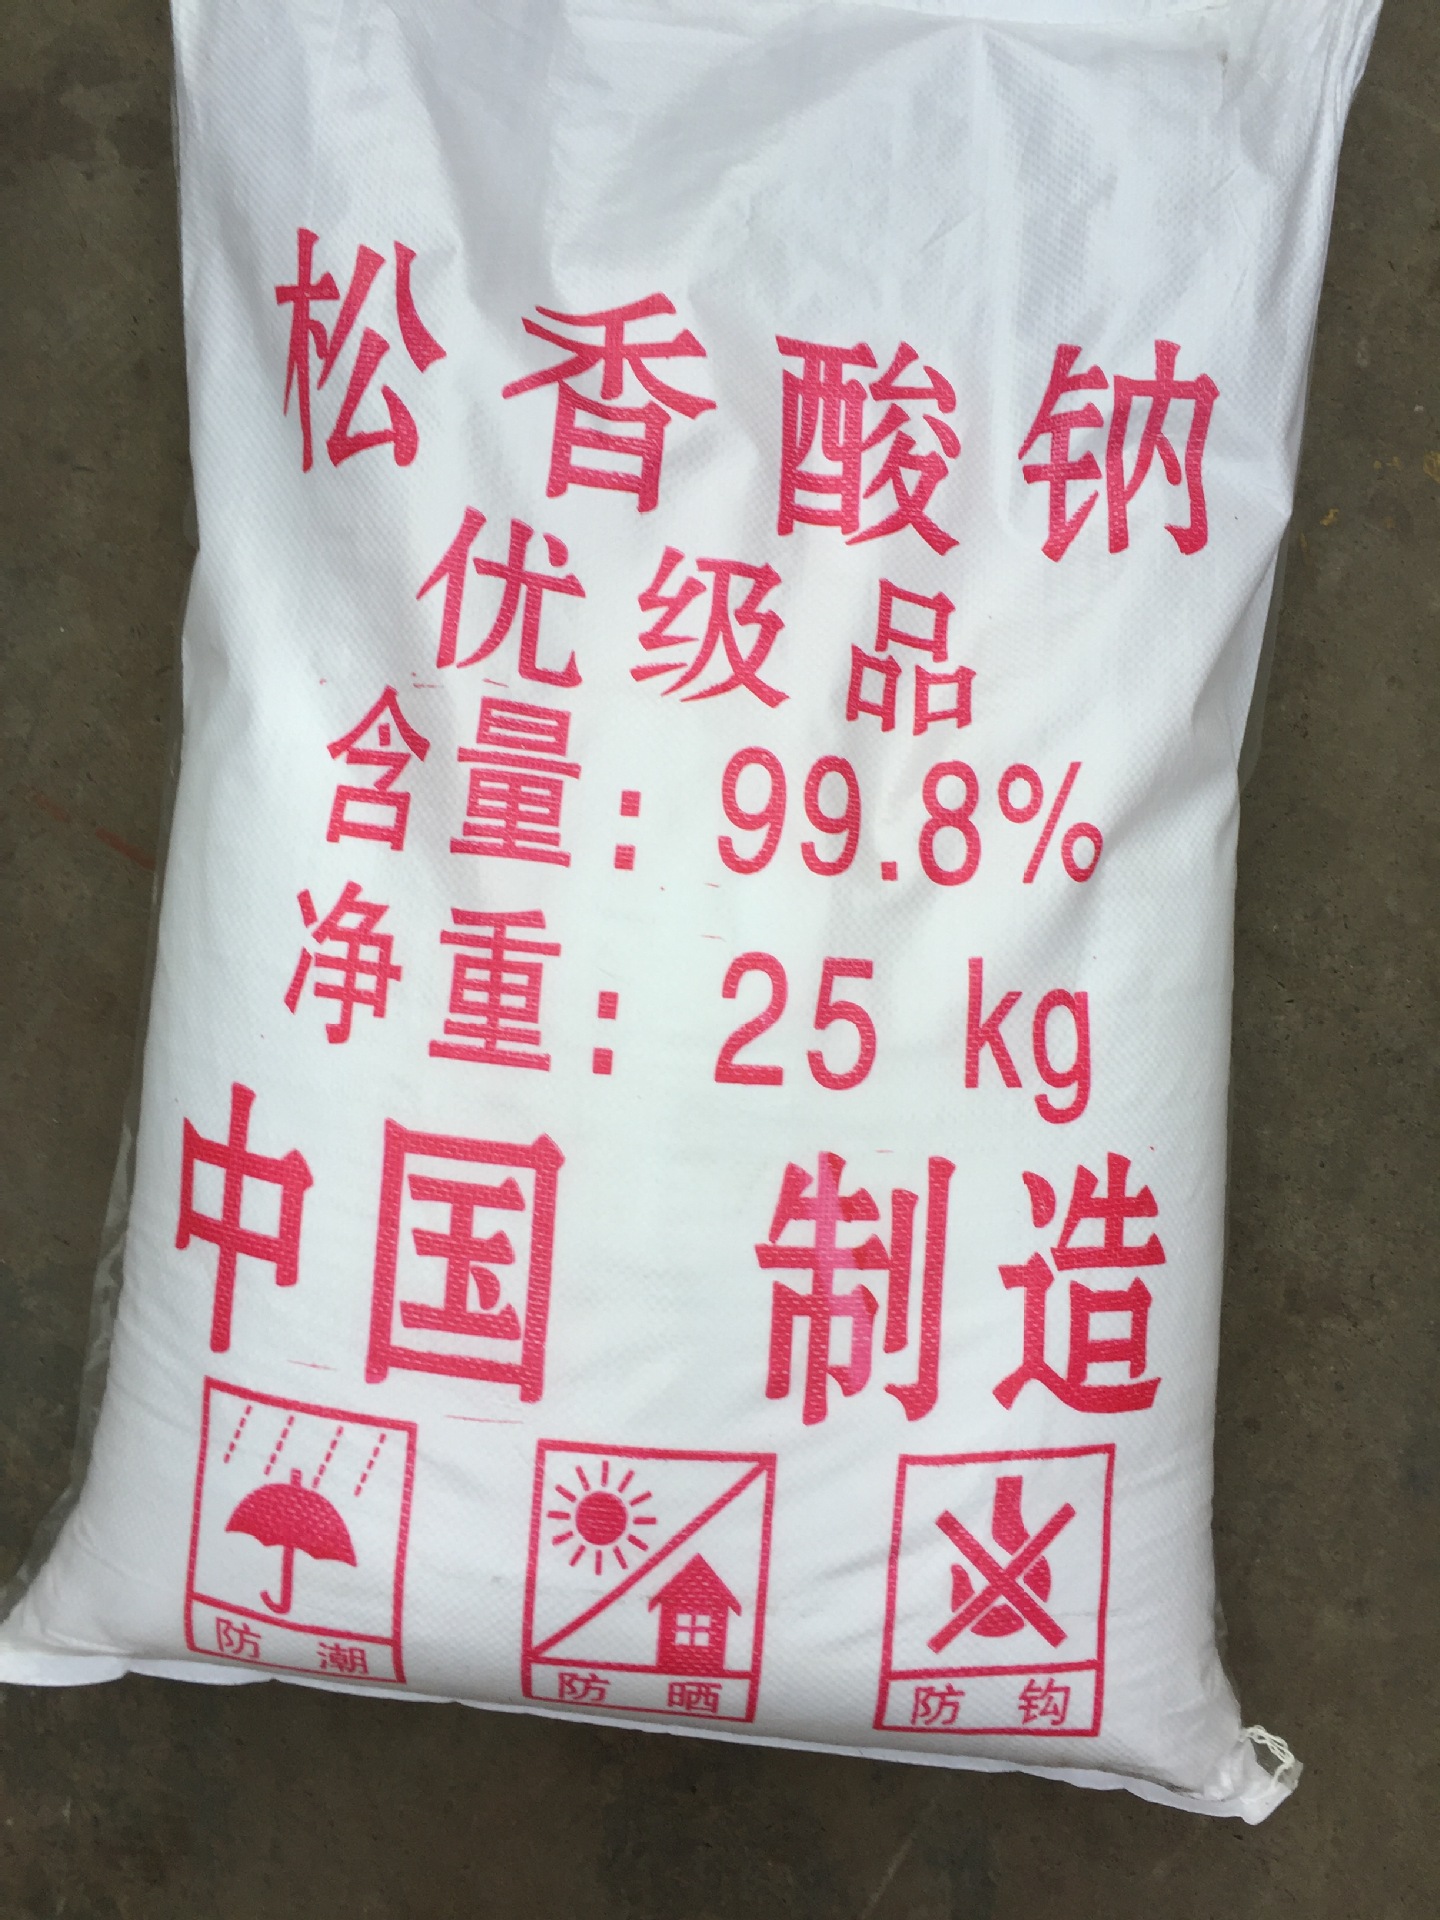 松香酸钠
优级品
含量：99.8%
净重：25 kg
中国 制造
防 潮
防 晒
防 钩